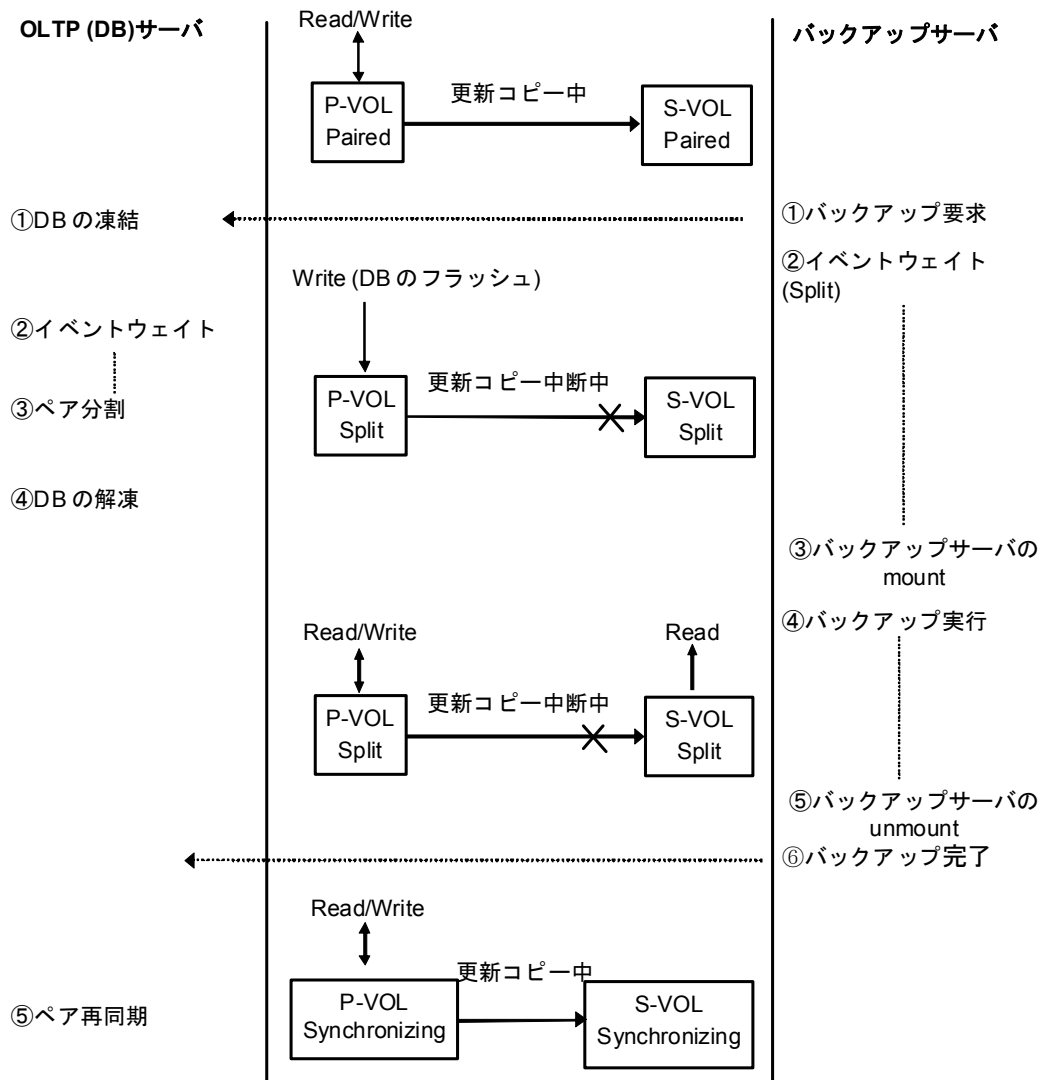 OLTP (DB)サーバ
Read/Write
バックアップサーバ
P-VOL
Paired
更新コピー中
S-VOL
Paired
①DBの凍結
①バックアップ要求
②イベントウェイト
(Split)
Write (DBのフラッシュ)
②イベントウェイト
③ペア分割
P-VOL
Split
更新コピー中断中
S-VOL
Split
④DBの解凍
③バックアップサーバの
mount
④バックアップ実行
Read/Write
Read
P-VOL
Split
更新コピー中断中
S-VOL
Split
⑤バックアップサーバの
unmount
⑥バックアップ完了
Read/Write
更新コピー中
⑤ペア再同期
P-VOL
Synchronizing
S-VOL
Synchronizing